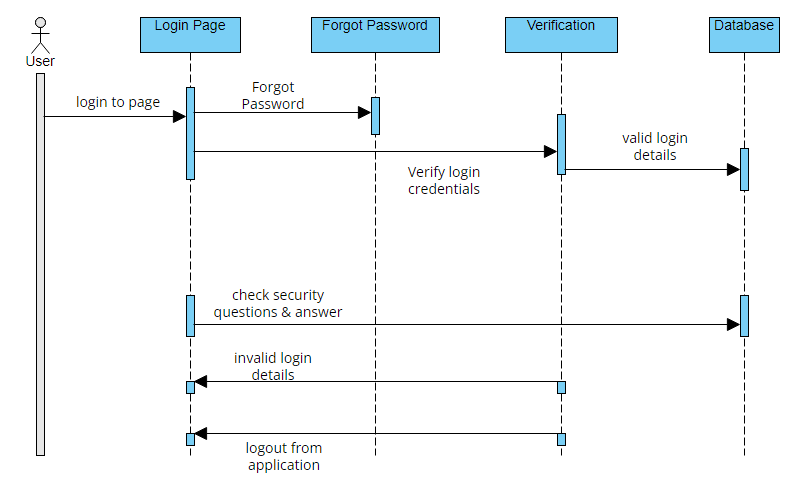 Login Page
Forgot Password
Verification
Database
User
login to page
Forgot
Password
valid login
details
Verify login
credentials
check security
questions & answer
invalid login
details
logout from
application